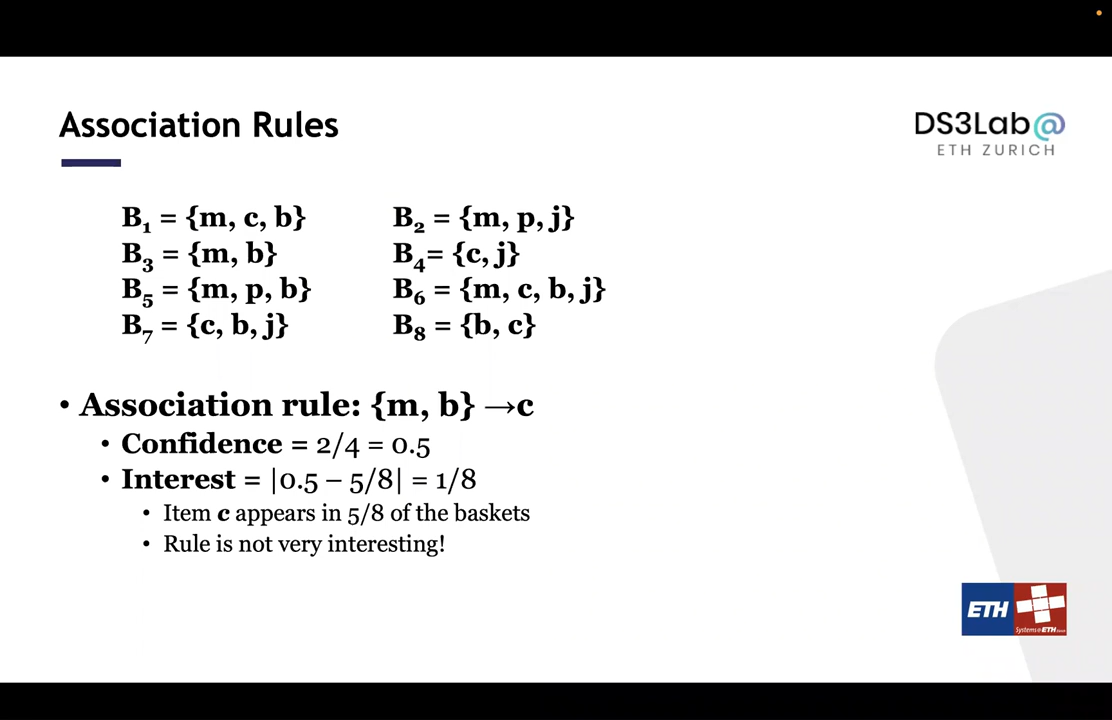 Association Rules
DS3Lab@
ETH ZURICH
B₁ = {m, c, b} B₂ = {m, p, j}
B₃ = {m, b} B₄= {c, j}
B₅ = {m, p, b} B₆ = {m, c, b, j}
B₇ = {c, b, j} B₈ = {b, c}
• Association rule: {m, b} →c
• Confidence = 2/4 = 0.5
• Interest = |0.5 – 5/8| = 1/8
• Item c appears in 5/8 of the baskets
• Rule is not very interesting!
ETH
Systems@ETH